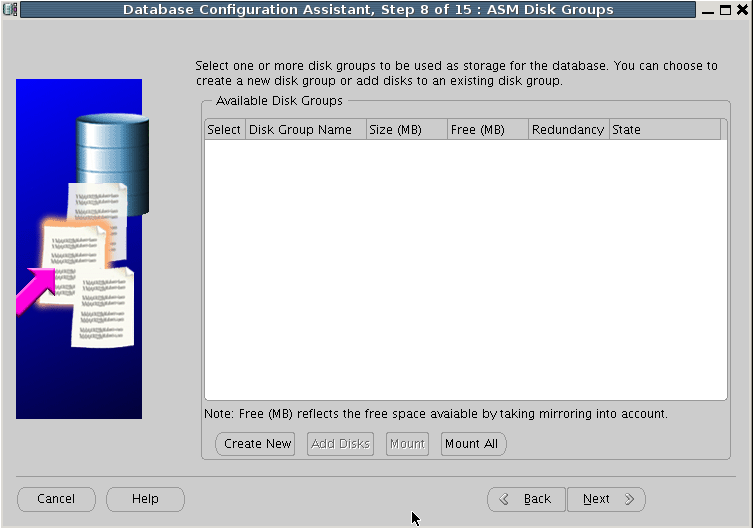 Database Configuration Assistant, Step 8 of 15 : ASM Disk Groups
Select one or more disk groups to be used as storage for the database. You can choose to
create a new disk group or add disks to an existing disk group.
Available Disk Groups
Select Disk Group Name Size (MB) Free (MB) Redundancy State
Note: Free (MB) reflects the free space avaiable by taking mirroring into account.
Create New Add Disks Mount Mount All
Cancel Help Back Next